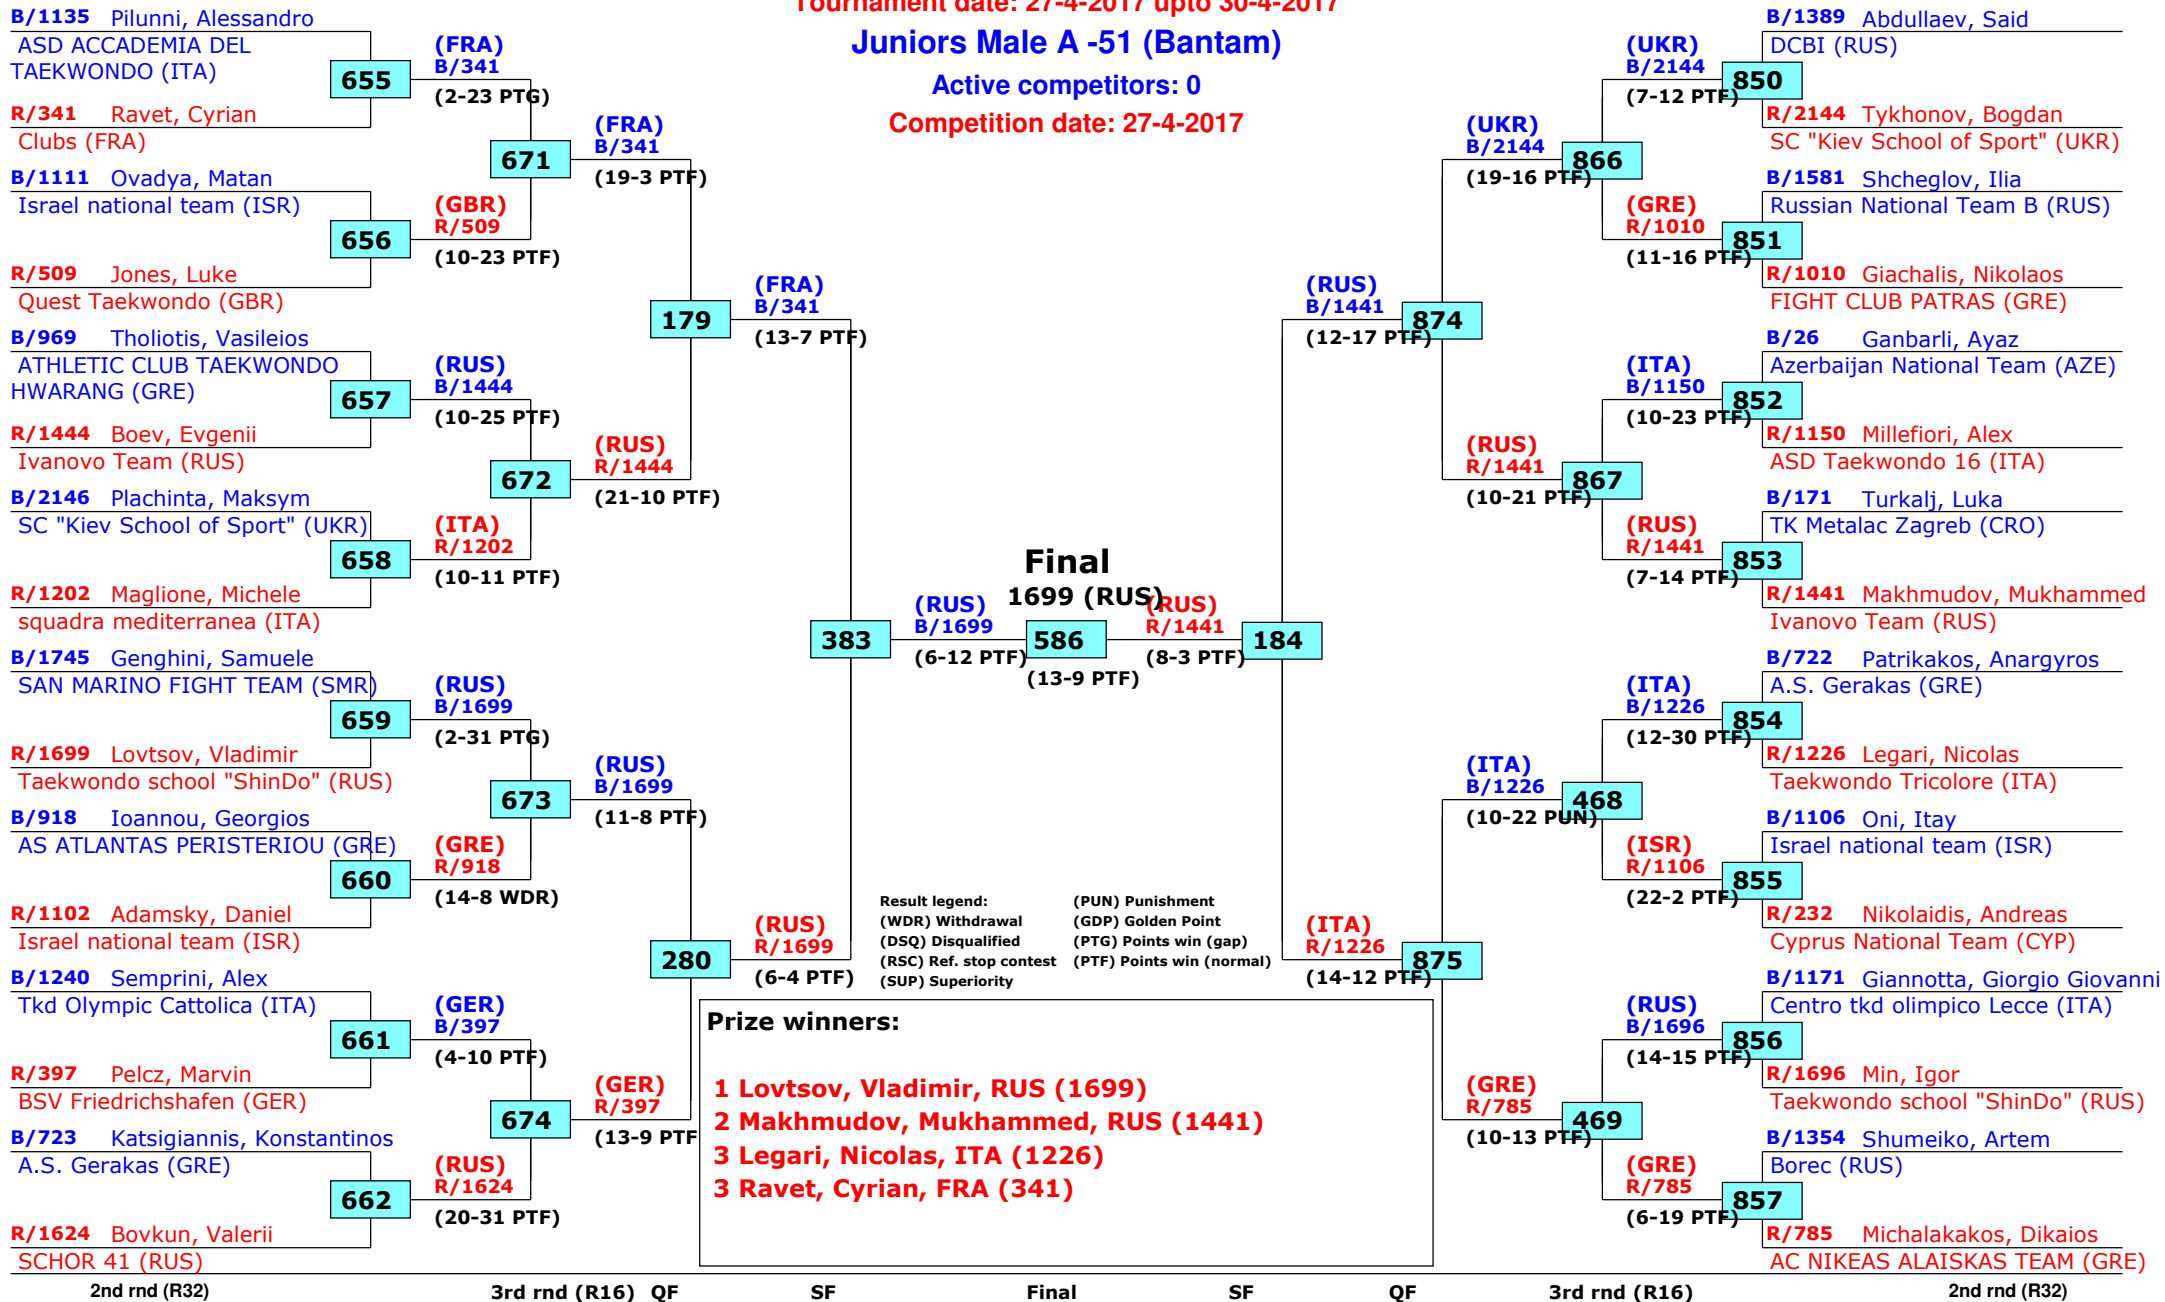 Tournament date: 27-4-2017 upto 30-4-2017
Juniors Male A -51 (Bantam)
Active competitors: 0
Competition date: 27-4-2017
B/1135 Pilunni, Alessandro
ASD ACCADEMIA DEL
TAEKWONDO (ITA)
655
R/341 Ravet, Cyrian
Clubs (FRA)
B/1111 Ovadya, Matan
Israel national team (ISR)
656
R/509 Jones, Luke
Quest Taekwondo (GBR)
B/969 Tholiotis, Vasileios
ATHLETIC CLUB TAEKWONDO
HWARANG (GRE)
657
R/1444 Boev, Evgenii
Ivanovo Team (RUS)
B/2146 Plachinta, Maksym
SC "Kiev School of Sport" (UKR)
658
R/1202 Maglione, Michele
squadra mediterranea (ITA)
B/1745 Genghini, Samuele
SAN MARINO FIGHT TEAM (SMR)
659
R/1699 Lovtsov, Vladimir
Taekwondo school "ShinDo" (RUS)
B/918 Ioannou, Georgios
AS ATLANTAS PERISTERIOU (GRE)
660
R/1102 Adamsky, Daniel
Israel national team (ISR)
B/1240 Semprini, Alex
Tkd Olympic Cattolica (ITA)
661
R/397 Pelcz, Marvin
BSV Friedrichshafen (GER)
B/723 Katsigiannis, Konstantinos
A.S. Gerakas (GRE)
662
R/1624 Bovkun, Valerii
SCHOR 41 (RUS)
(FRA)
B/341
(2-23 PTG)
671
(GBR)
R/509
(10-23 PTF)
(RUS)
B/1444
(10-25 PTF)
672
(ITA)
R/1202
(10-11 PTF)
(RUS)
B/1699
(2-31 PTG)
673
(GRE)
R/918
(14-8 WDR)
(GER)
B/397
(4-10 PTF)
674
(RUS)
R/1624
(20-31 PTF)
(FRA)
B/341
(19-3 PTF)
179
(RUS)
R/1444
(21-10 PTF)
(RUS)
B/1699
(11-8 PTF)
280
(GER)
R/397
(13-9 PTF
(FRA)
B/341
(13-7 PTF)
383
(RUS)
R/1699
(6-4 PTF)
(RUS)
B/1699
(6-12 PTF)
Final
1699 (RUS)
586
(13-9 PTF)
(RUS)
R/1441
(8-3 PTF)
184
(RUS)
B/1441
(12-17 PTF)
874
(ITA)
R/1226
(14-12 PTF)
875
(UKR)
B/2144
(19-16 PTF)
866
(RUS)
R/1441
(10-21 PTF)
867
(ITA)
B/1226
(10-22 PUN)
468
(GRE)
R/785
(10-13 PTF)
469
(UKR)
B/2144
(7-12 PTF)
850
(GRE)
R/1010
(11-16 PTF)
851
(ITA)
B/1150
(10-23 PTF)
852
(RUS)
R/1441
(7-14 PTF)
853
(ITA)
B/1226
(12-30 PTF)
854
(ISR)
R/1106
(22-2 PTF)
855
(RUS)
B/1696
(14-15 PTF)
856
(GRE)
R/785
(6-19 PTF)
857
B/1389 Abdullaev, Said
DCBI (RUS)
R/2144 Tykhonov, Bogdan
SC "Kiev School of Sport" (UKR)
B/1581 Shcheglov, Ilia
Russian National Team B (RUS)
R/1010 Giachalis, Nikolaos
FIGHT CLUB PATRAS (GRE)
B/26 Ganbarli, Ayaz
Azerbaijan National Team (AZE)
R/1150 Millefiori, Alex
ASD Taekwondo 16 (ITA)
B/171 Turkalj, Luka
TK Metalac Zagreb (CRO)
R/1441 Makhmudov, Mukhammed
Ivanovo Team (RUS)
B/722 Patrikakos, Anargyros
A.S. Gerakas (GRE)
R/1226 Legari, Nicolas
Taekwondo Tricolore (ITA)
B/1106 Oni, Itay
Israel national team (ISR)
R/232 Nikolaidis, Andreas
Cyprus National Team (CYP)
B/1171 Giannotta, Giorgio Giovanni
Centro tkd olimpico Lecce (ITA)
R/1696 Min, Igor
Taekwondo school "ShinDo" (RUS)
B/1354 Shumeiko, Artem
Borec (RUS)
R/785 Michalakakos, Dikaios
AC NIKEAS ALAISKAS TEAM (GRE)
Result legend: (PUN) Punishment
(WDR) Withdrawal (GDP) Golden Point
(DSQ) Disqualified (PTG) Points win (gap)
(RSC) Ref. stop contest (PTF) Points win (normal)
(SUP) Superiority
Prize winners:
1 Lovtsov, Vladimir, RUS (1699)
2 Makhmudov, Mukhammed, RUS (1441)
3 Legari, Nicolas, ITA (1226)
3 Ravet, Cyrian, FRA (341)
2nd rnd (R32) 3rd rnd (R16) QF SF Final SF QF 3rd rnd (R16) 2nd rnd (R32)